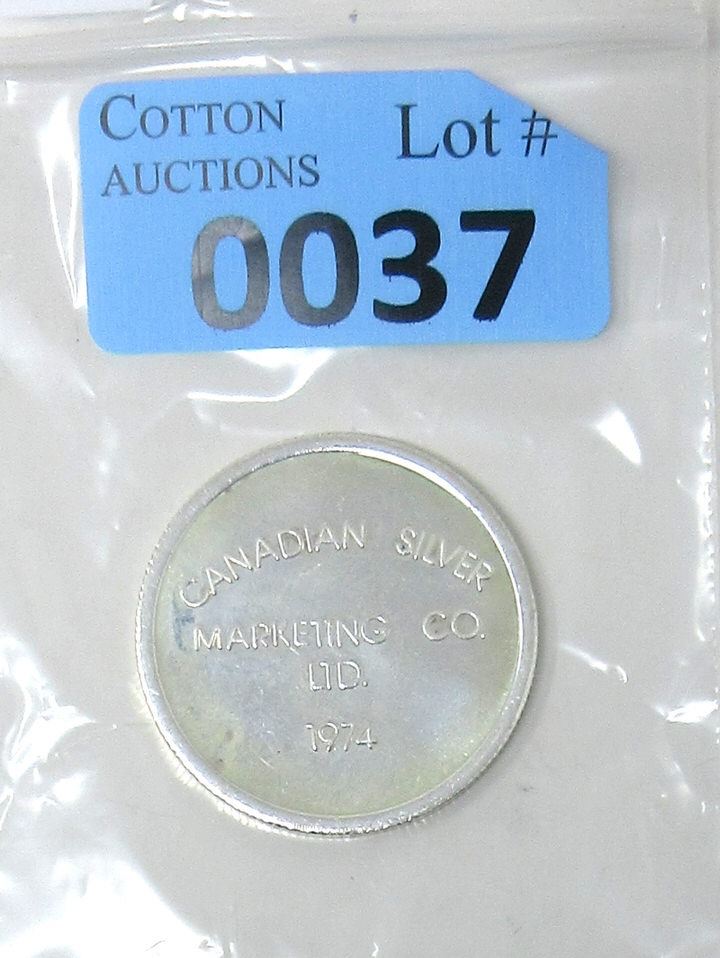 COTTON
AUCTIONS
Lot #
0037
CANADIAN SILVER
MARKETING CO.
LTD.
1974